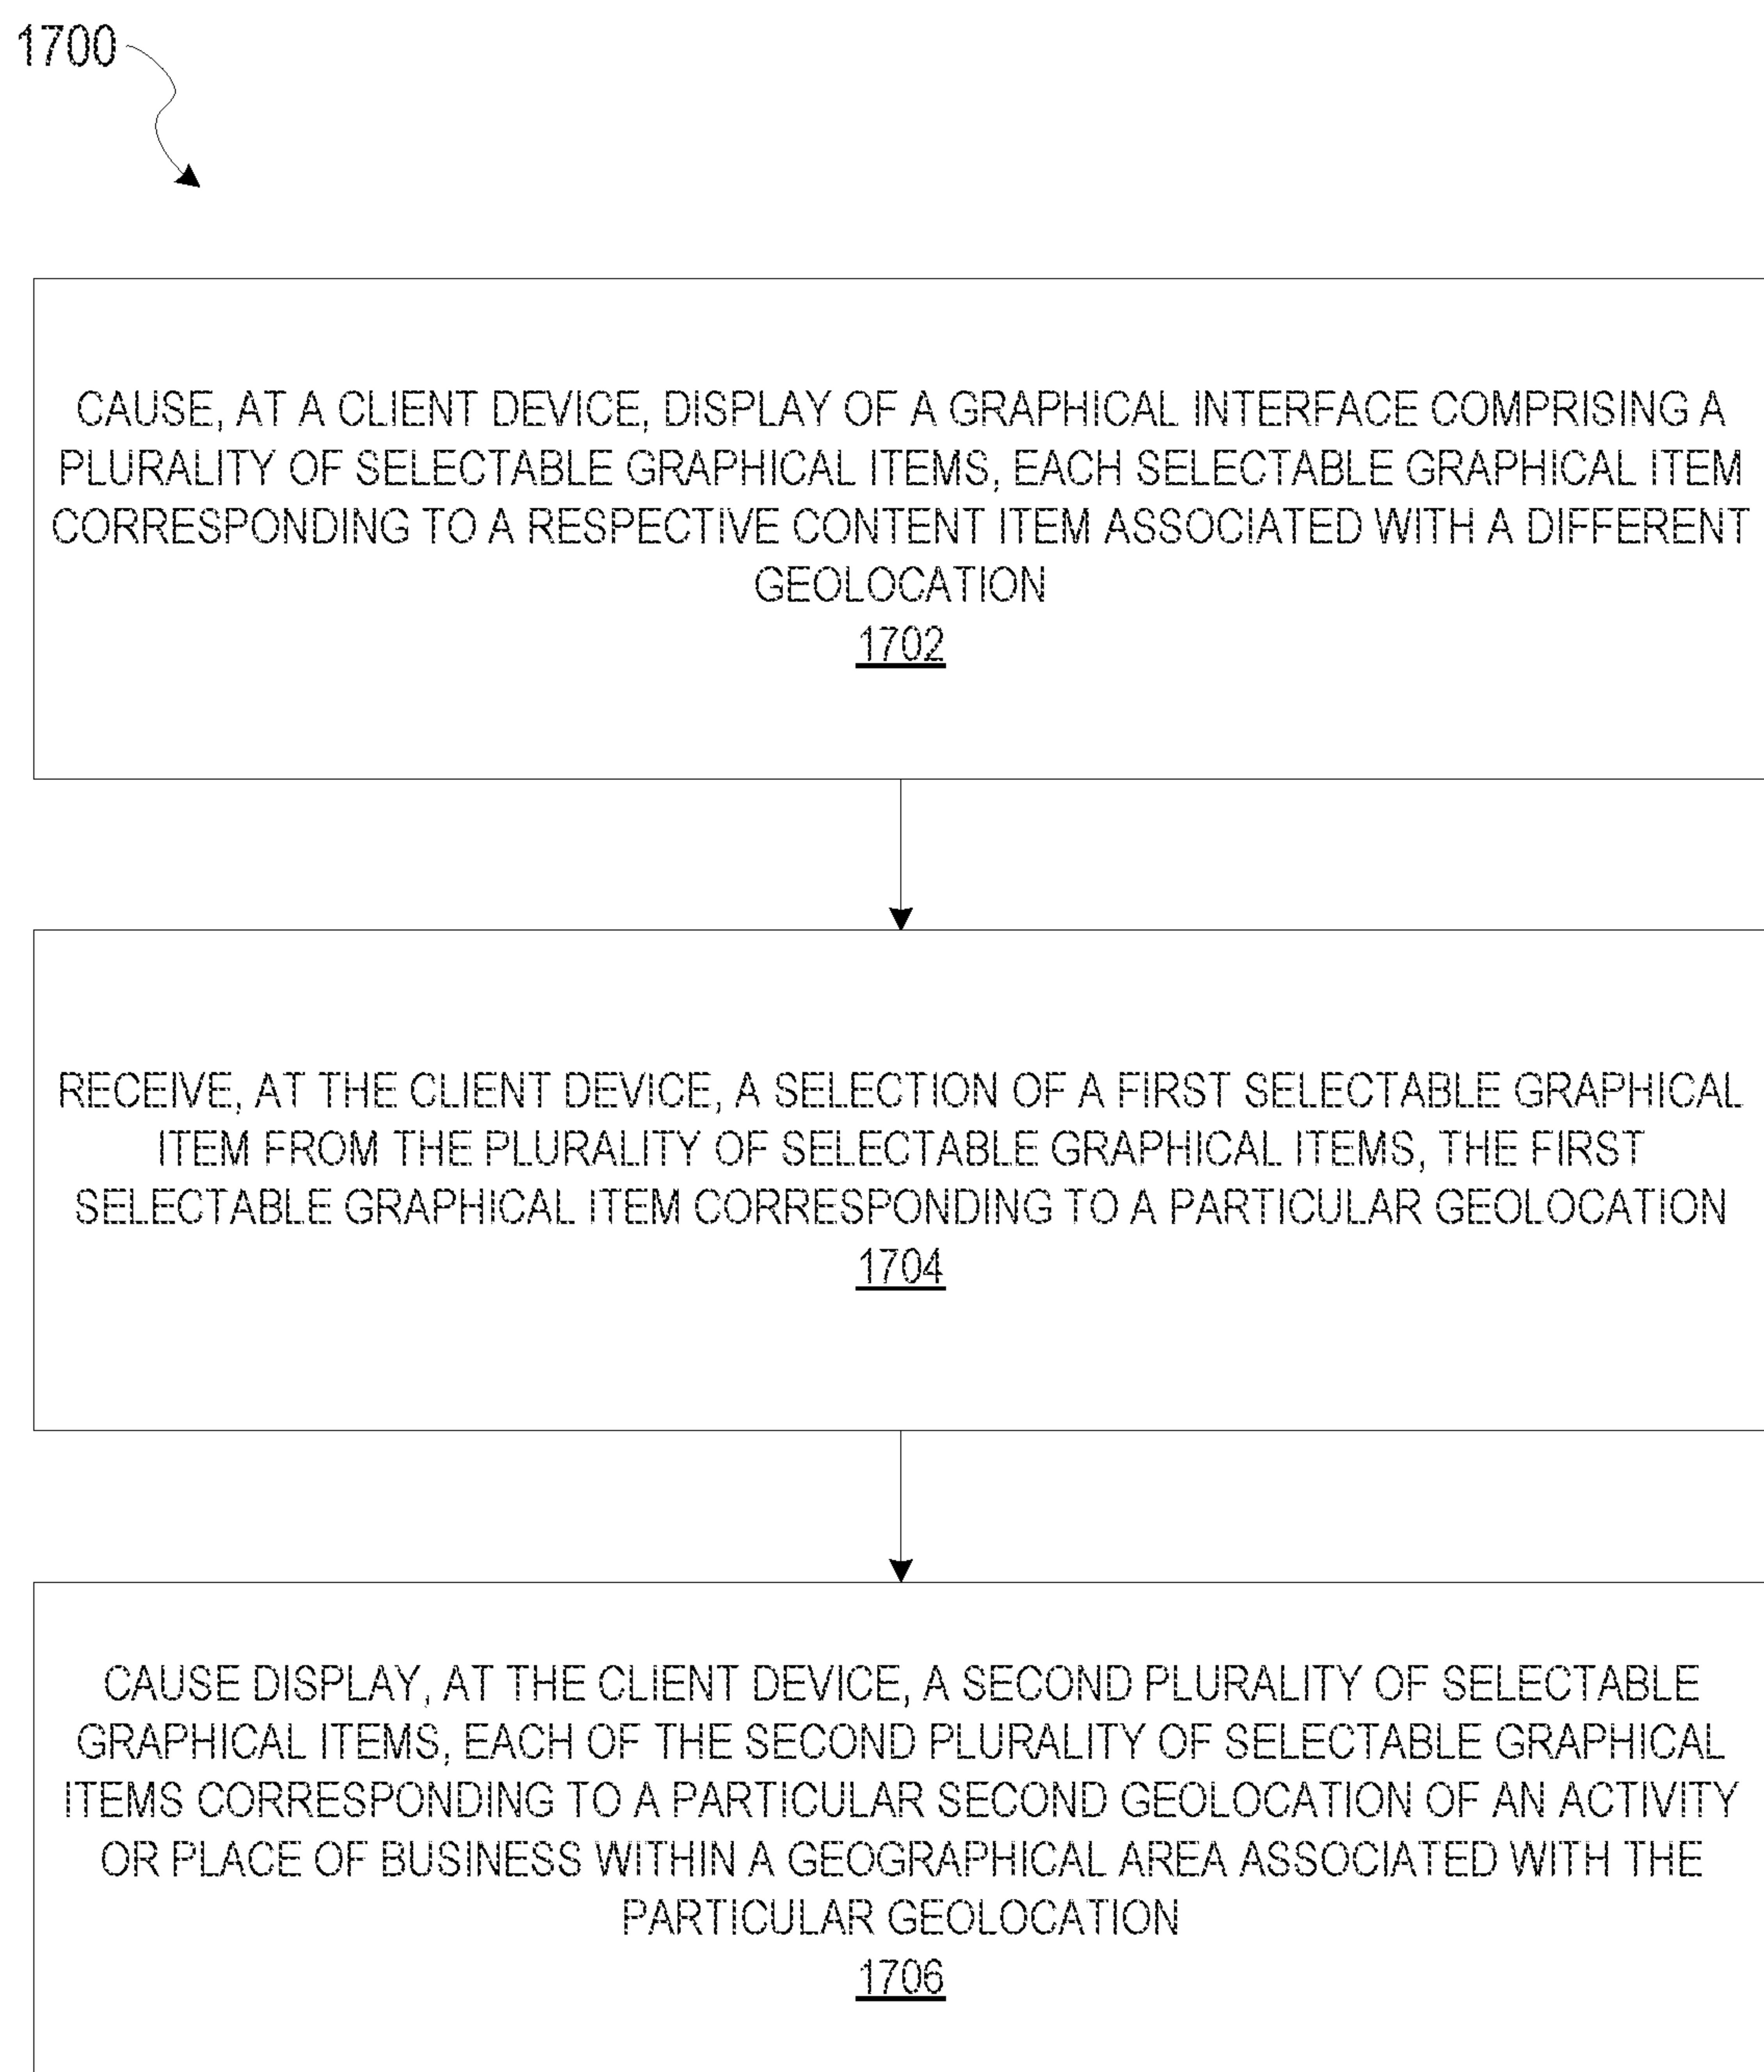 1700
CAUSE, AT A CLIENT DEVICE, DISPLAY OF A GRAPHICAL INTERFACE COMPRISING A
PLURALITY OF SELECTABLE GRAPHICAL ITEMS, EACH SELECTABLE GRAPHICAL ITEM
CORRESPONDING TO A RESPECTIVE CONTENT ITEM ASSOCIATED WITH A DIFFERENT
GEOLOCATION
1702
RECEIVE, AT THE CLIENT DEVICE, A SELECTION OF A FIRST SELECTABLE GRAPHICAL
ITEM FROM THE PLURALITY OF SELECTABLE GRAPHICAL ITEMS, THE FIRST
SELECTABLE GRAPHICAL ITEM CORRESPONDING TO A PARTICULAR GEOLOCATION
1704
CAUSE DISPLAY, AT THE CLIENT DEVICE, A SECOND PLURALITY OF SELECTABLE
GRAPHICAL ITEMS, EACH OF THE SECOND PLURALITY OF SELECTABLE GRAPHICAL
ITEMS CORRESPONDING TO A PARTICULAR SECOND GEOLOCATION OF AN ACTIVITY
OR PLACE OF BUSINESS WITHIN A GEOGRAPHICAL AREA ASSOCIATED WITH THE
PARTICULAR GEOLOCATION
1706